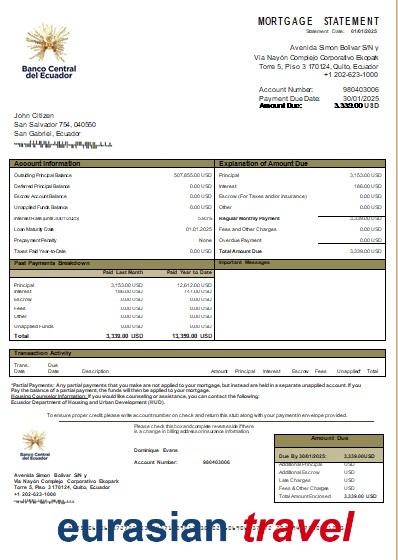 MORTGAGE STATEMENT
Statement Date: 01/01/2025
Banco Central
del Ecuador
Avenida Simon Bolivar S/N y
Via Nayón Complejo Corporativo Ekopark
Torre 5, Piso 3 170124, Quito, Ecuador
+1 202-623-1000
Account Number: 980403006
Payment Due Date: 30/01/2025
Amount Due: 3,339.00 USD
John Citizen
San Salvador 754, 040550
San Gabriel, Ecuador
Account Information
Outstanding Principal Balance 507,855.00 USD
Deferred Principal Balance 0.00 USD
Escrow Account Balance 0.00 USD
Unapplied Funds Balance 0.00 USD
Loan Maturity Date 01.01.2025
Prepayment Penalty None
Taxes Paid Year-to-Date 0.00 USD
Explanation of Amount Due
Principal 3,153.00 USD
Interest 186.00 USD
Escrow (For Taxes and/or insurance) 0.00 USD
Other 0.00 USD
Regular Monthly Payment 3,339.00 USD
Fees and Other Charges 0.00 USD
Overdue Payment 0.00 USD
Total Amount Due 3,339.00 USD
Past Payments Breakdown
Paid Last Month Paid Year to Date
Principal 3,153.00 USD 12,612.00 USD
Interest 186.00 USD 747.00 USD
Escrow 0.00 USD 0.00 USD
Fees 0.00 USD 0.00 USD
Other 0.00 USD 0.00 USD
Unapplied Funds 0.00 USD 0.00 USD
Total 3,339.00 USD 13,359.00 USD
Important Messages
Transaction Activity
Trans. Date Due Date Description Amount Principal Interest Escrow Fees Unapplied* Total
*Partial Payments: Any partial payments that you make are not applied to your mortgage, but instead are held in a separate unapplied account. If you
Pay the balance of a partial payment, the funds will then be applied to your mortgage.
Housing Counselor Information: If you would like counseling or assistance, you can contact the following:
Ecuador Department of Housing and Urban Development (HUD).
To ensure proper credit, please write account number on check and return this stub along with your payment in envelope provided.
Please check this box and complete reverse side if there
is a change in billing address or insurance information.
Banco Central
del Ecuador
Dominique Evans
Account Number: 980403006
Avenida Simon Bolivar S/N y
Via Nayón Complejo Corporativo Ekopark
Torre 5, Piso 3 170124, Quito, Ecuador
+1 202-623-1000
Amount Due
Due By 30/01/2025: 3,339.00 USD
Additional Principal USD
Additional Escrow USD
Late Charges USD
Fees & Other Charges USD
Total Amount Enclosed 3,339.00 USD
eurasian travel